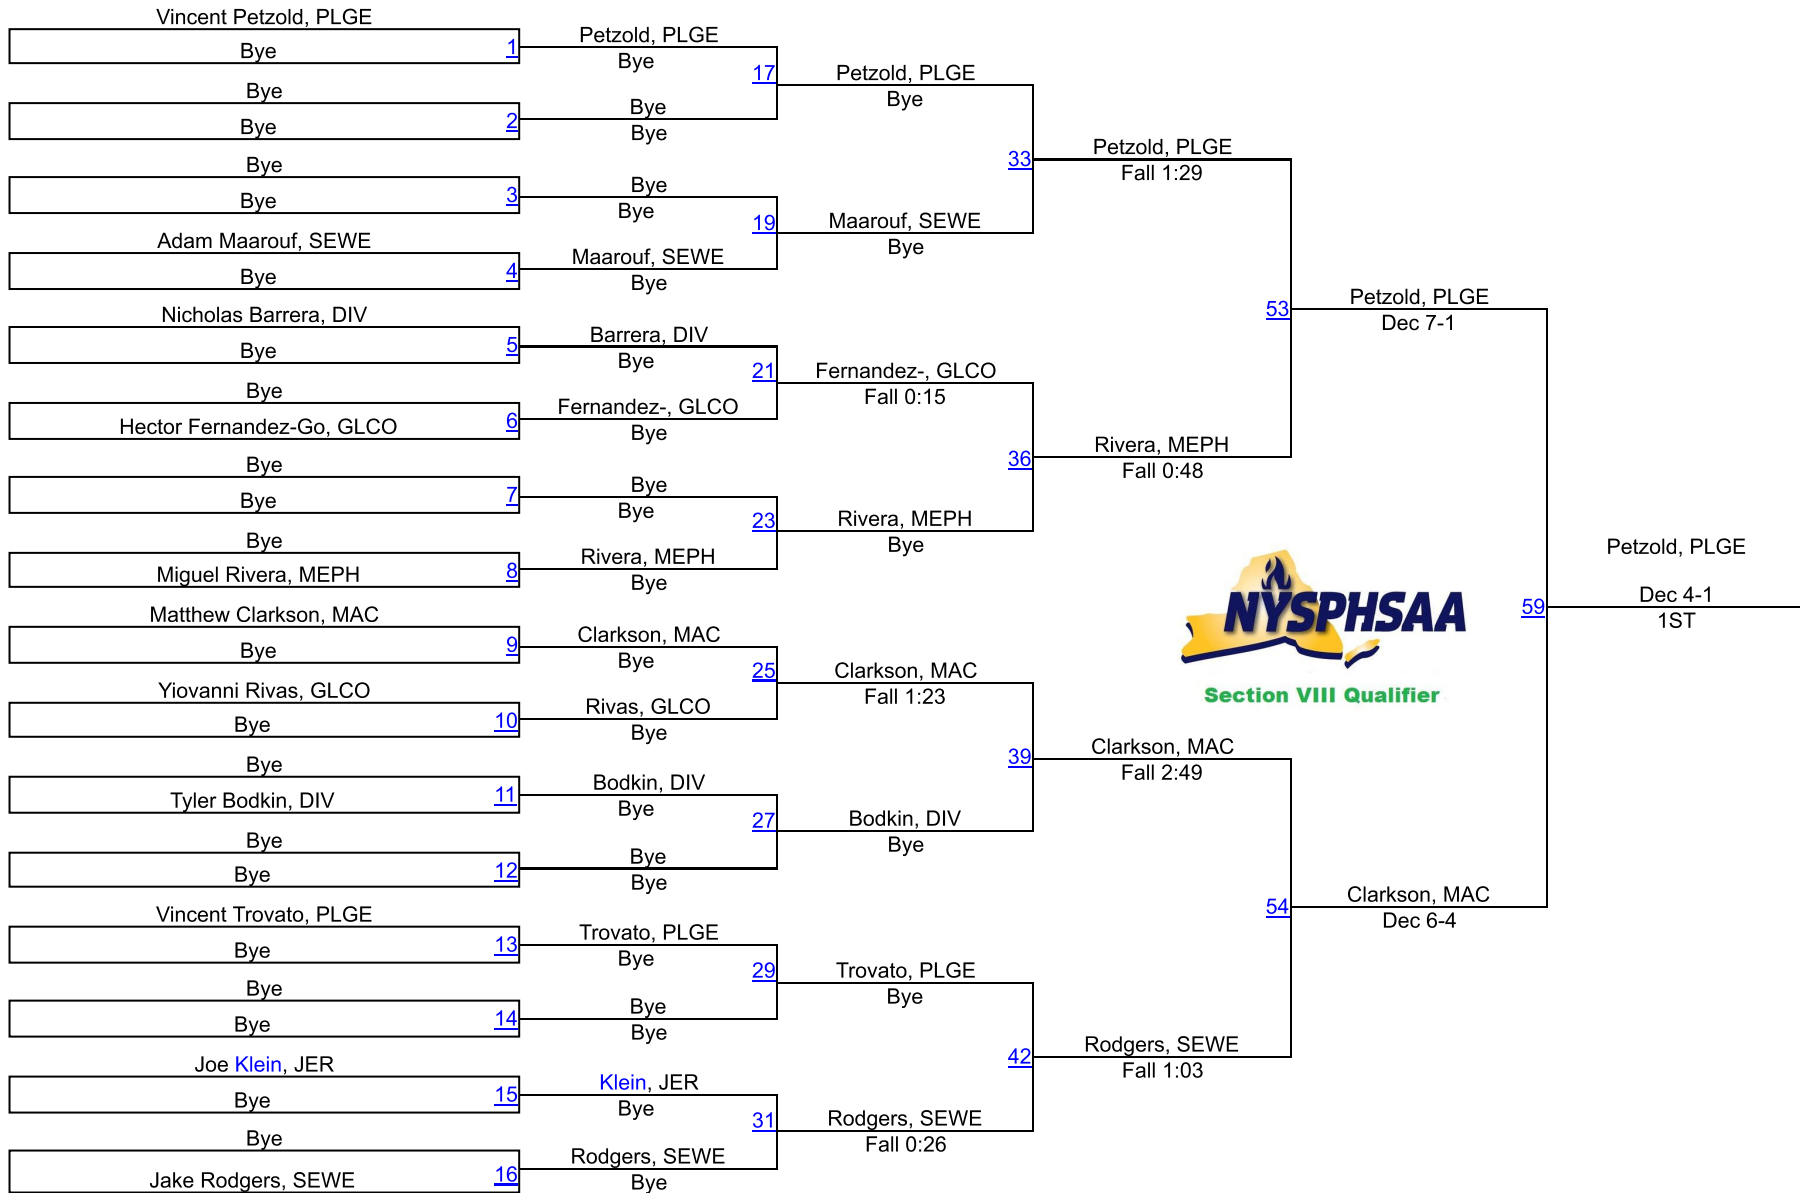 Vincent Petzold, PLGE
Bye
1
Bye
Bye
2
Bye
Bye
3
Adam Maarouf, SEWE
Bye
4
Nicholas Barrera, DIV
Bye
5
Bye
Hector Fernandez-Go, GLCO
6
Bye
Bye
7
Bye
Miguel Rivera, MEPH
8
Matthew Clarkson, MAC
Bye
9
Yiovanni Rivas, GLCO
Bye
10
Bye
Tyler Bodkin, DIV
11
Bye
Bye
12
Vincent Trovato, PLGE
Bye
13
Bye
Bye
14
Joe Klein, JER
Bye
15
Bye
Jake Rodgers, SEWE
16
Petzold, PLGE
Bye
17
Bye
Bye
Bye
Bye
19
Maarouf, SEWE
Bye
Barrera, DIV
Bye
21
Fernandez-, GLCO
Bye
Bye
Bye
23
Rivera, MEPH
Bye
Clarkson, MAC
Bye
25
Rivas, GLCO
Bye
Bodkin, DIV
Bye
27
Bye
Bye
Trovato, PLGE
Bye
29
Bye
Bye
Klein, JER
Bye
31
Rodgers, SEWE
Bye
Petzold, PLGE
Bye
33
Maarouf, SEWE
Bye
Fernandez-, GLCO
Fall 0:15
36
Rivera, MEPH
Bye
Clarkson, MAC
Fall 1:23
39
Bodkin, DIV
Bye
Trovato, PLGE
Bye
42
Rodgers, SEWE
Fall 0:26
Petzold, PLGE
Fall 1:29
53
Rivera, MEPH
Fall 0:48
Clarkson, MAC
Fall 2:49
54
Rodgers, SEWE
Fall 1:03
Petzold, PLGE
Dec 7-1
59
Clarkson, MAC
Dec 6-4
NYSPHSAA
Section VIII Qualifier
Petzold, PLGE
Dec 4-1
1ST